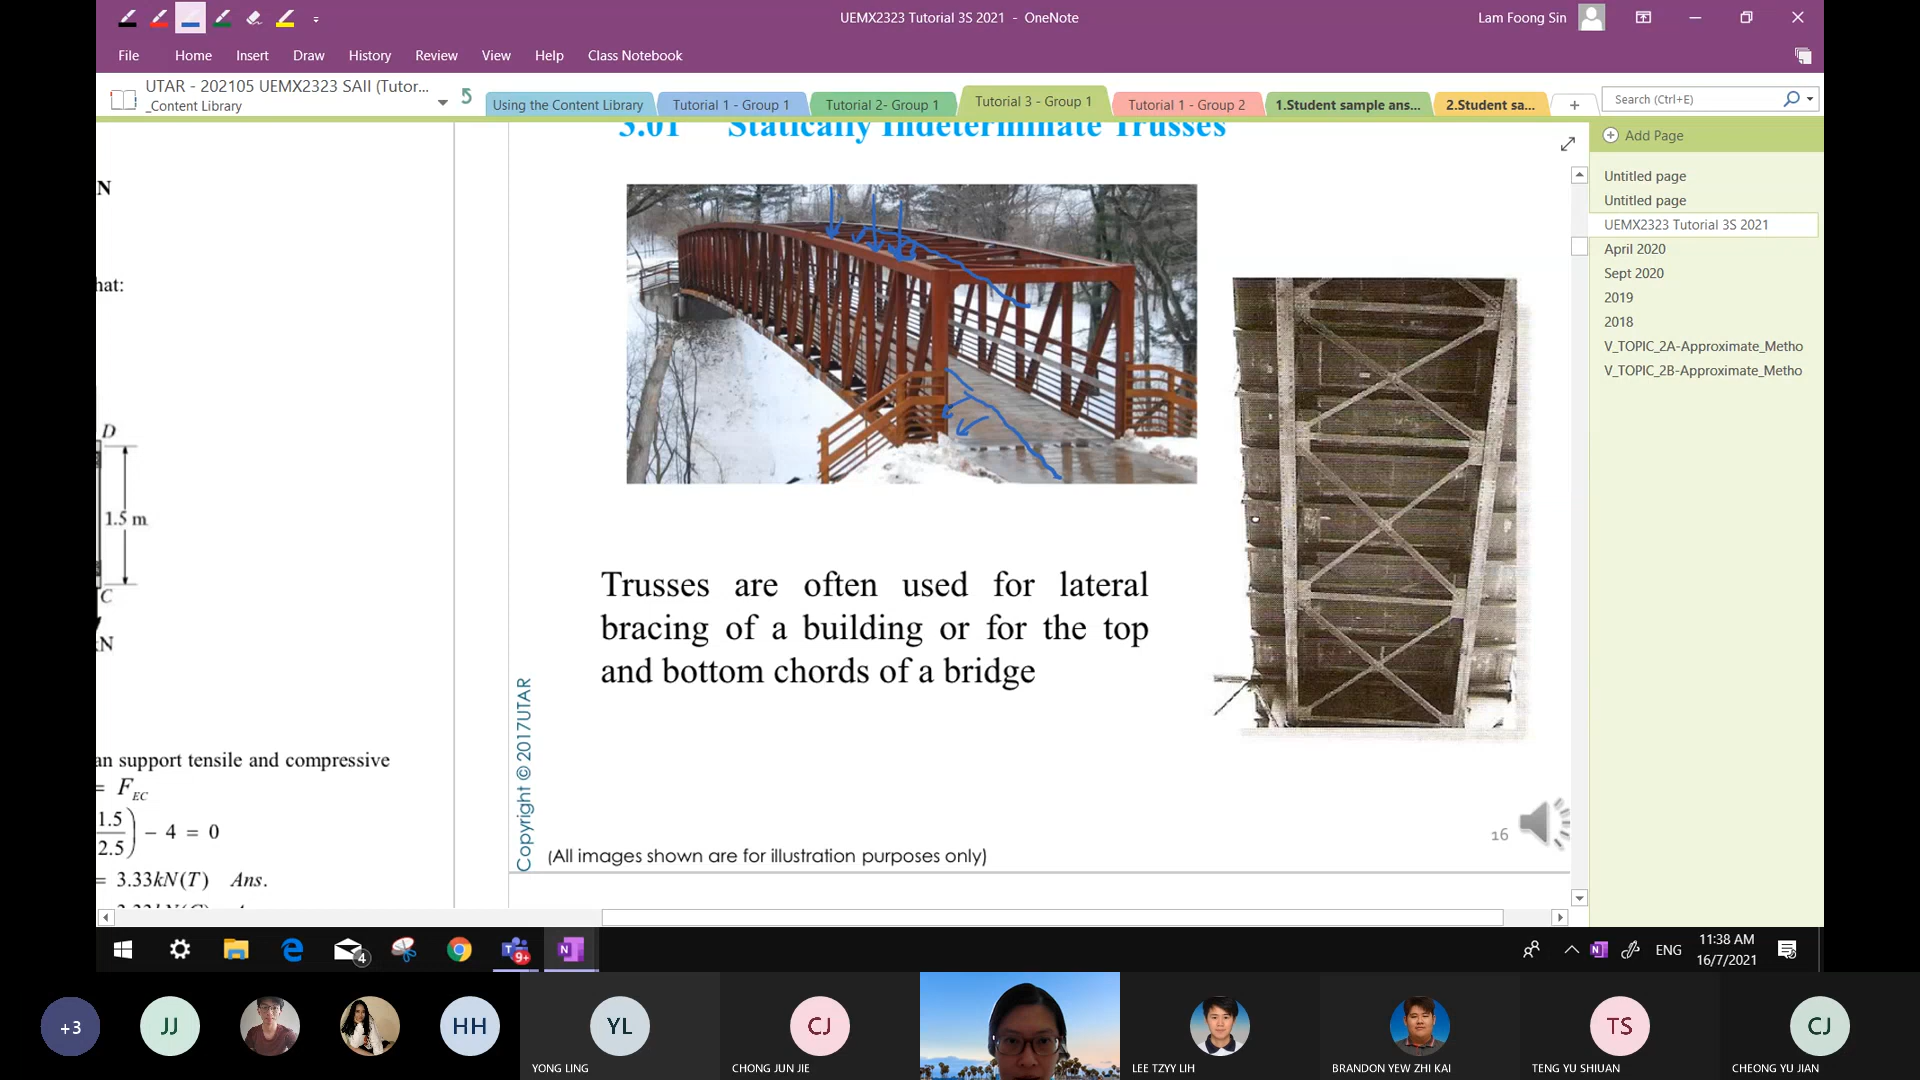 UEMX2323 Tutorial 3S 2021 - OneNote
Lam Foong Sin
File Home Insert Draw History Review View Help Class Notebook
UTAR - 202105 UEMX2323 SAII (Tutor...
_Content Library
Using the Content Library
Tutorial 1 - Group 1
Tutorial 2- Group 1
Tutorial 3 - Group 1
Tutorial 1 - Group 2
1.Student sample ans...
2.Student sa...
Search (Ctrl+E)
Add Page
Untitled page
Untitled page
UEMX2323 Tutorial 3S 2021
April 2020
Sept 2020
2019
2018
V_TOPIC_2A-Approximate_Metho
V_TOPIC_2B-Approximate_Metho
N
hat:
D
1.5 m
C
kN
an support tensile and compressive
= F_EC
1.5
2.5
) – 4 = 0
= 3.33kN(T) Ans.
3.01 Statically Indeterminate Trusses
Trusses are often used for lateral
bracing of a building or for the top
and bottom chords of a bridge
Copyright © 2017UTAR
(All images shown are for illustration purposes only)
16
4
9+
ENG
11:38 AM
16/7/2021
+3
JJ
HH
YL
YONG LING
CJ
CHONG JUN JIE
LEE TZYY LIH
BRANDON YEW ZHI KAI
TS
TENG YU SHIUAN
CJ
CHEONG YU JIAN